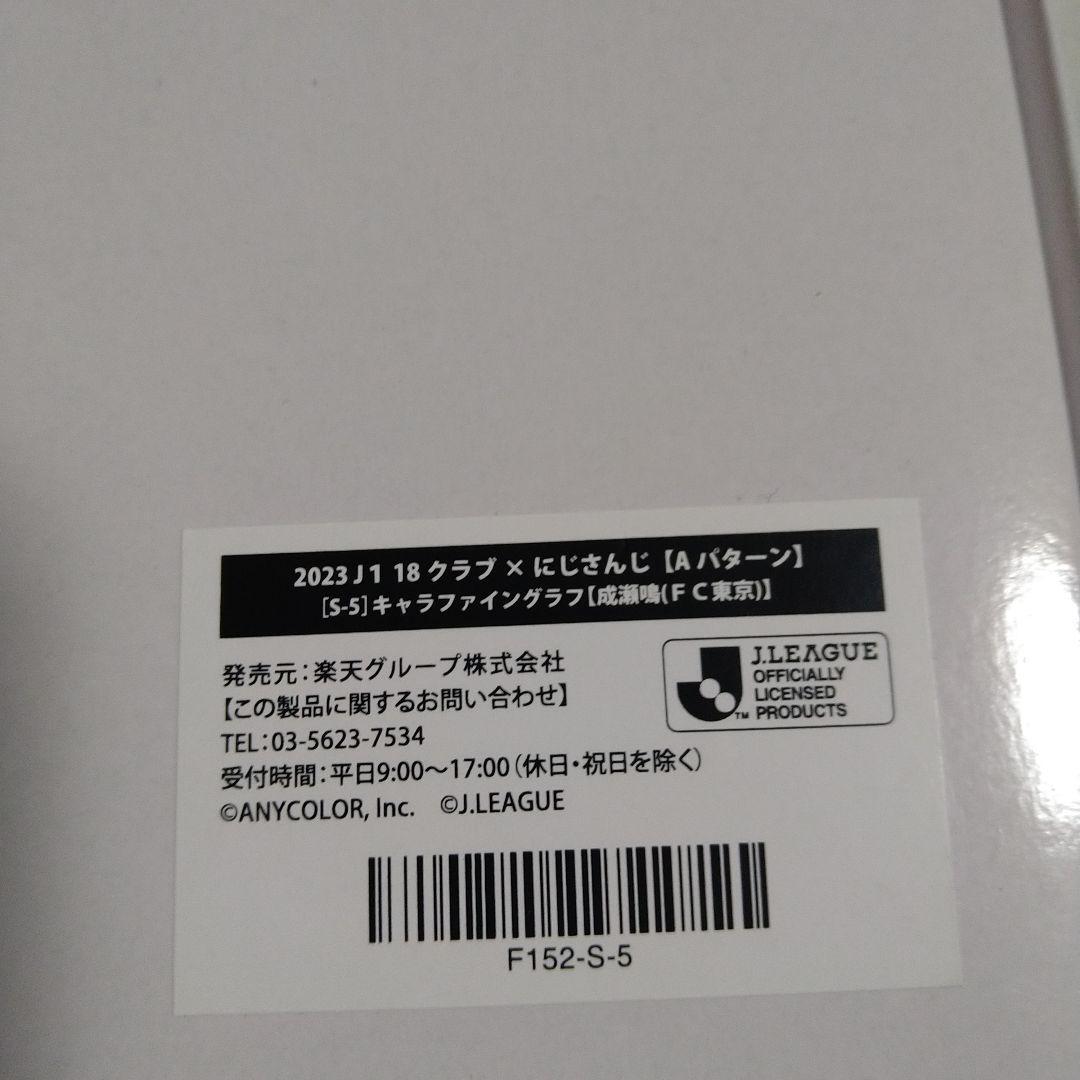 2023 J1 18 クラブ × にじさんじ【A パターン】
[S-5]キャラファイングラフ【成瀬鳴(ＦＣ東京)】
発売元：楽天グループ株式会社
【この製品に関するお問い合わせ】
TEL：03-5623-7534
受付時間：平日9:00～17:00（休日・祝日を除く）
©ANYCOLOR, Inc.　©J.LEAGUE
J.LEAGUE
OFFICIALLY
LICENSED
PRODUCTS
TM
F152-S-5